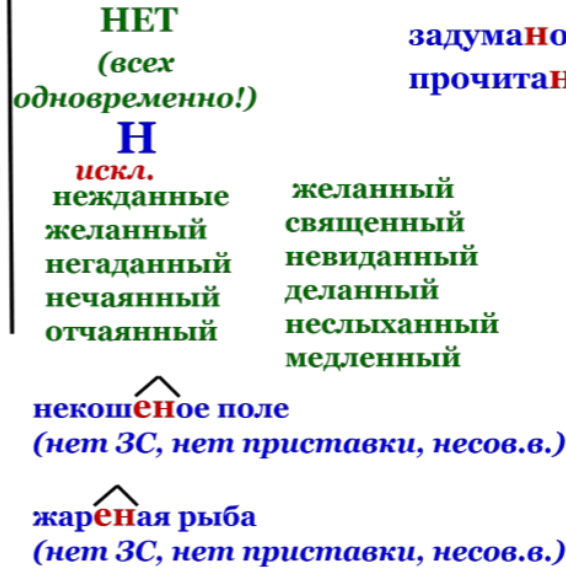 НЕТ
(всех
одновременно!)
Н
искл.
нежданные
желанный
негаданный
нечаянный
отчаянный
задумано
прочитан
желанный
священный
невиданный
деланный
неслыханный
медленный
некошеное поле
(нет ЗС, нет приставки, несов.в.)
жареная рыба
(нет ЗС, нет приставки, несов.в.)